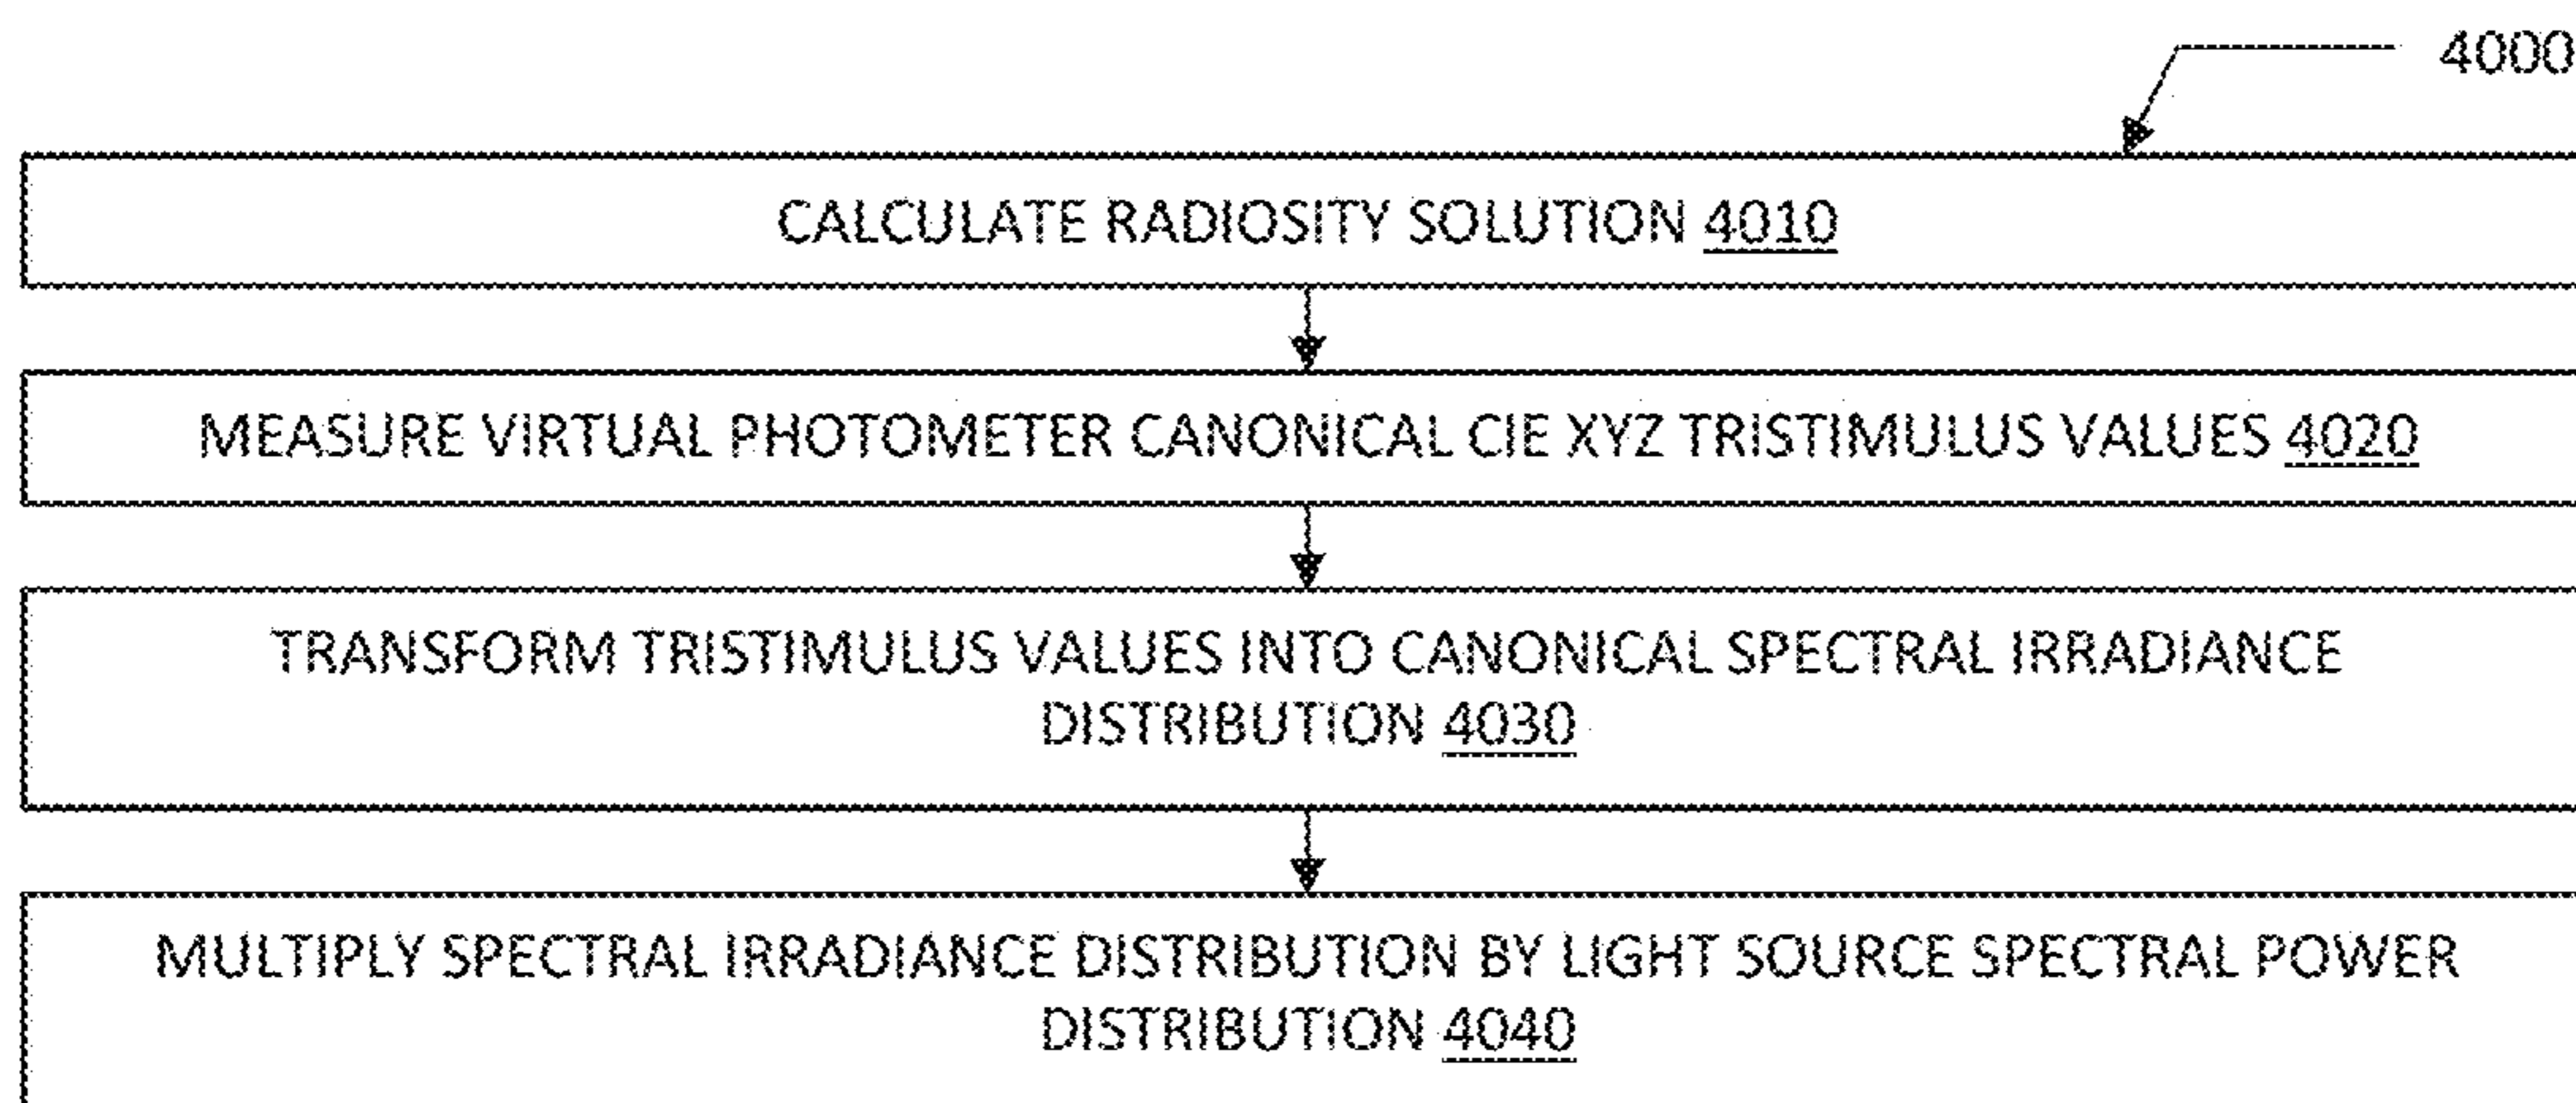 4000
CALCULATE RADIOSITY SOLUTION 4010
MEASURE VIRTUAL PHOTOMETER CANONICAL CIE XYZ TRISTIMULUS VALUES 4020
TRANSFORM TRISTIMULUS VALUES INTO CANONICAL SPECTRAL IRRADIANCE
DISTRIBUTION 4030
MULTIPLY SPECTRAL IRRADIANCE DISTRIBUTION BY LIGHT SOURCE SPECTRAL POWER
DISTRIBUTION 4040